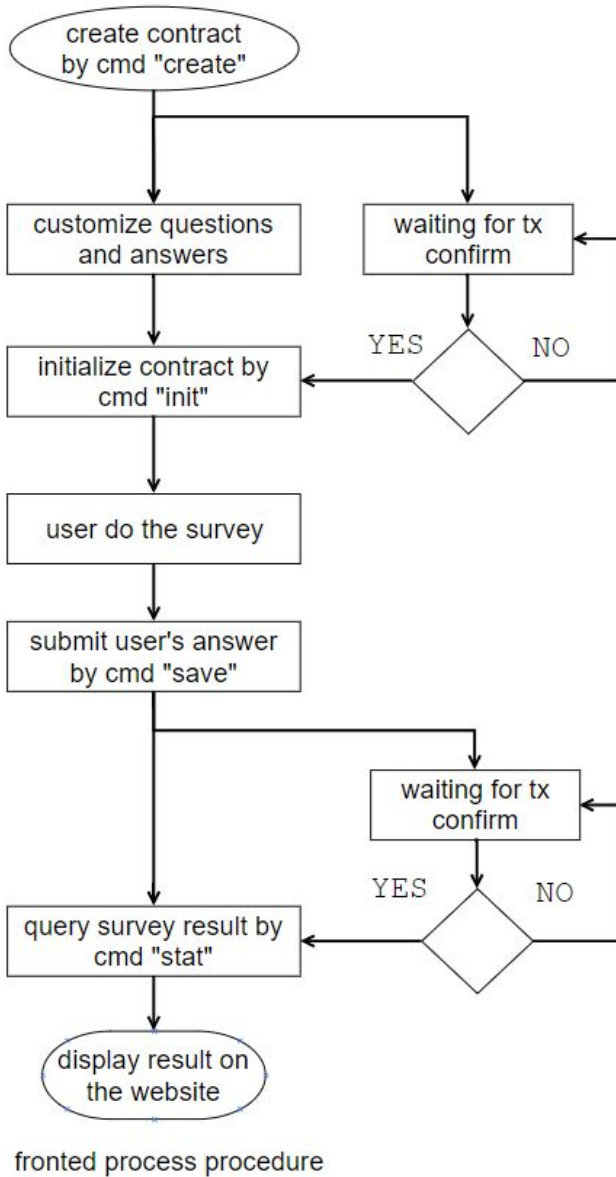 create contract
by cmd "create"
customize questions
and answers
waiting for tx
confirm
YES
NO
initialize contract by
cmd "init"
user do the survey
submit user's answer
by cmd "save"
waiting for tx
confirm
YES
NO
query survey result by
cmd "stat"
display result on
the website
fronted process procedure